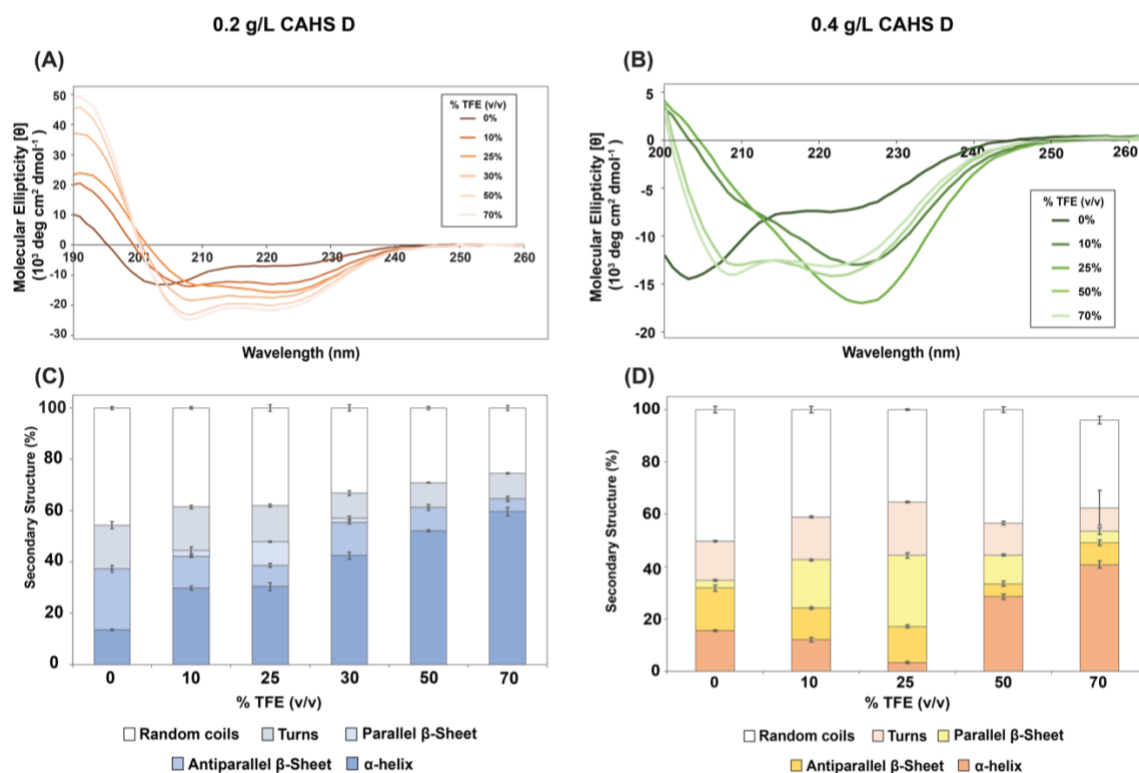 0.2 g/L CAHS D
0.4 g/L CAHS D
(A)
50
40
30
20
10
0
-10
-20
-30
190 200 210 220 230 240 250 260
Molecular Ellipticity [θ]
(10³ deg cm² dmol⁻¹ )
Wavelength (nm)
% TFE (v/v)
0%
10%
25%
30%
50%
70%
(B)
5
0
-5
-10
-15
-20
200 210 220 230 240 250 260
Molecular Ellipticity [θ]
(10³ deg cm² dmol⁻¹ )
Wavelength (nm)
% TFE (v/v)
0%
10%
25%
50%
70%
(C)
100
80
60
40
20
0
Secondary Structure (%)
0 10 25 30 50 70
% TFE (v/v)
Random coils Turns Parallel β-Sheet
Antiparallel β-Sheet α-helix
(D)
100
80
60
40
20
0
Secondary Structure (%)
0 10 25 50 70
% TFE (v/v)
Random coils Turns Parallel β-Sheet
Antiparallel β-Sheet α-helix